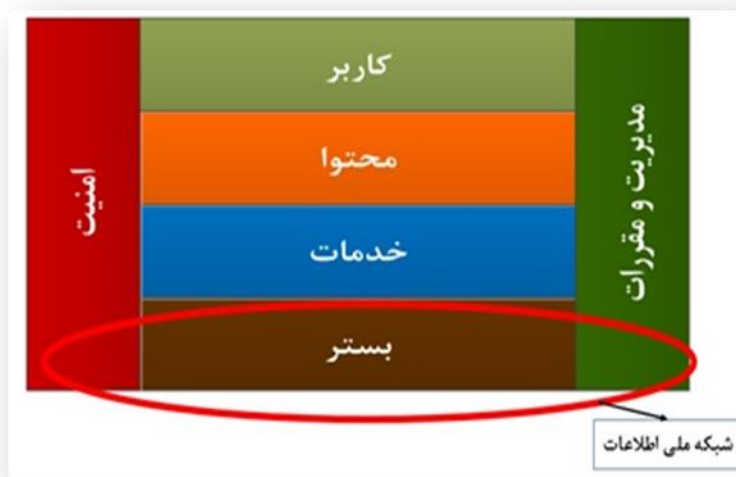 کاربر
محتوا
خدمات
بستر
مدیریت و مقررات
امنیت
شبکه ملی اطلاعات